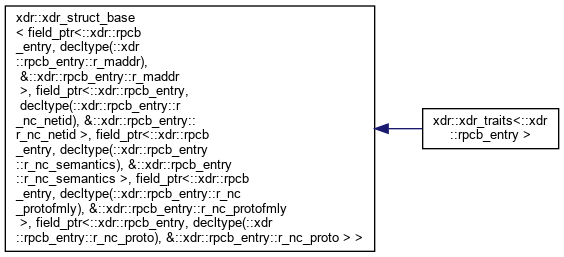 xdr::xdr_struct_base
< field_ptr<::xdr::rpcb
_entry, decltype(::xdr
::rpcb_entry::r_maddr),
&::xdr::rpcb_entry::r_maddr
>, field_ptr<::xdr::rpcb_entry,
decltype(::xdr::rpcb_entry::r
_nc_netid), &::xdr::rpcb_entry::
r_nc_netid >, field_ptr<::xdr::rpcb
_entry, decltype(::xdr::rpcb_entry
::r_nc_semantics), &::xdr::rpcb_entry
::r_nc_semantics >, field_ptr<::xdr::rpcb
_entry, decltype(::xdr::rpcb_entry::r_nc
_protofmly), &::xdr::rpcb_entry::r_nc_protofmly
>, field_ptr<::xdr::rpcb_entry, decltype(::xdr
::rpcb_entry::r_nc_proto), &::xdr::rpcb_entry::r_nc_proto > >
xdr::xdr_traits<::xdr
::rpcb_entry >